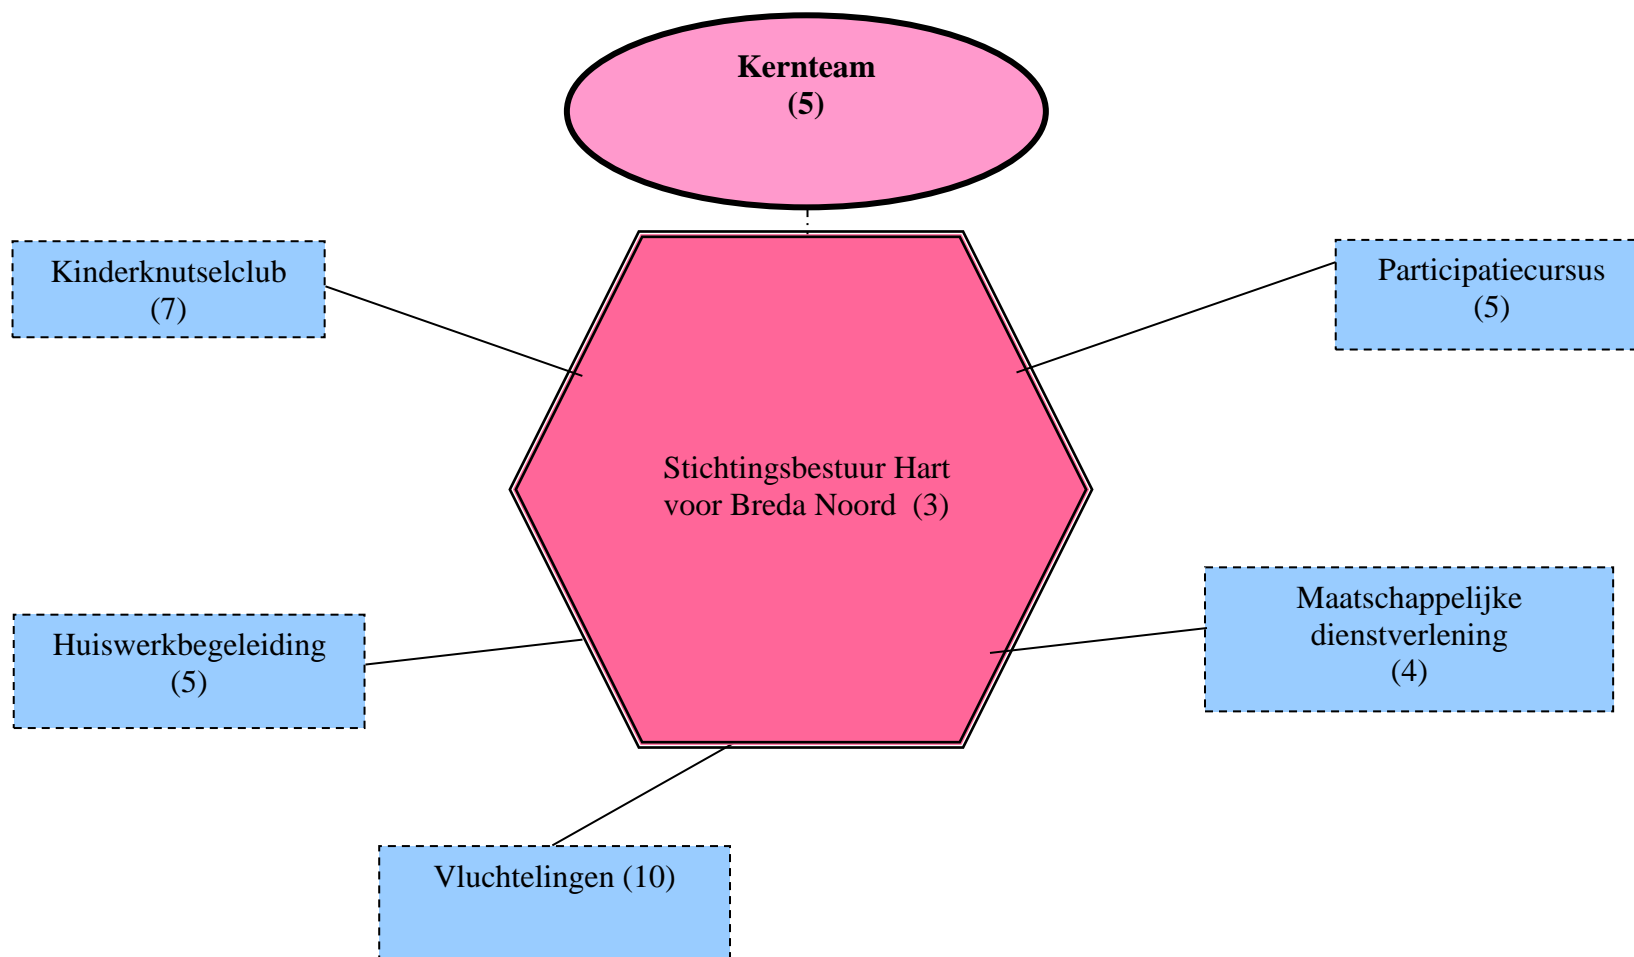 Kernteam
(5)
Kinderknutselclub
(7)
Participatiecursus
(5)
Stichtingsbestuur Hart
voor Breda Noord (3)
Maatschappelijke
dienstverlening
(4)
Huiswerkbegeleiding
(5)
Vluchtelingen (10)